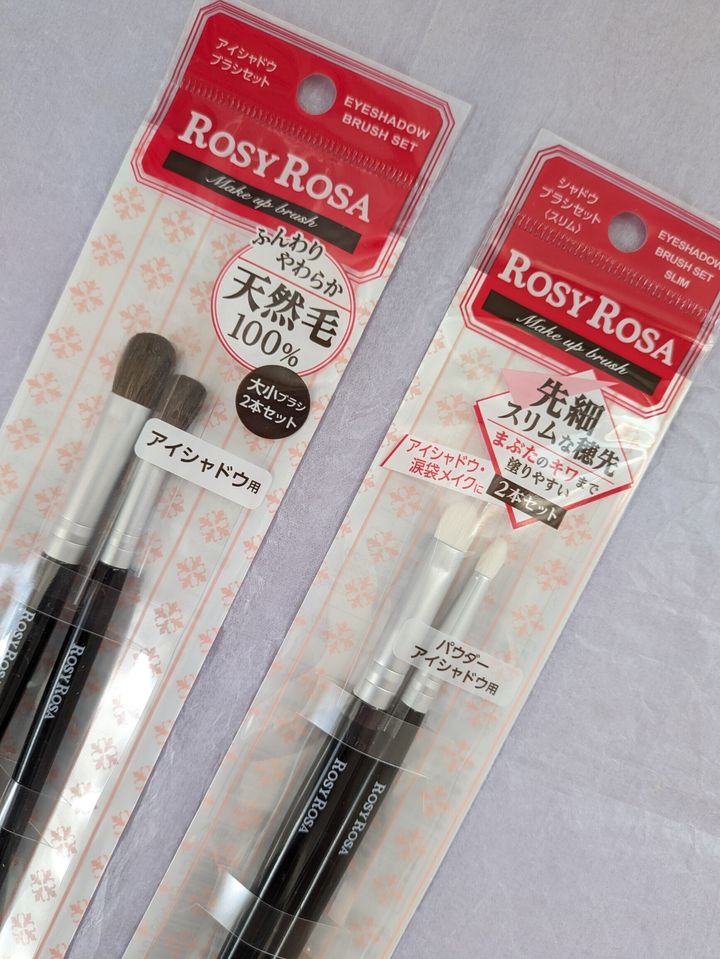 アイシャドウ
ブラシセット
EYESHADOW
BRUSH SET
ROSY ROSA
Make up brush
ふんわり
やわらか
天然毛
100%
大小ブラシ
2本セット
アイシャドウ用
ROSY ROSA
ROSY ROSA
シャドウ
ブラシセット
〈スリム〉
EYESHADOW
BRUSH SET
SLIM
ROSY ROSA
Make up brush
先細
スリムな穂先
まぶたのキワまで
塗りやすい
2本セット
アイシャドウ・
涙袋メイクに
パウダー
アイシャドウ用
ROSY ROSA
ROSY ROSA